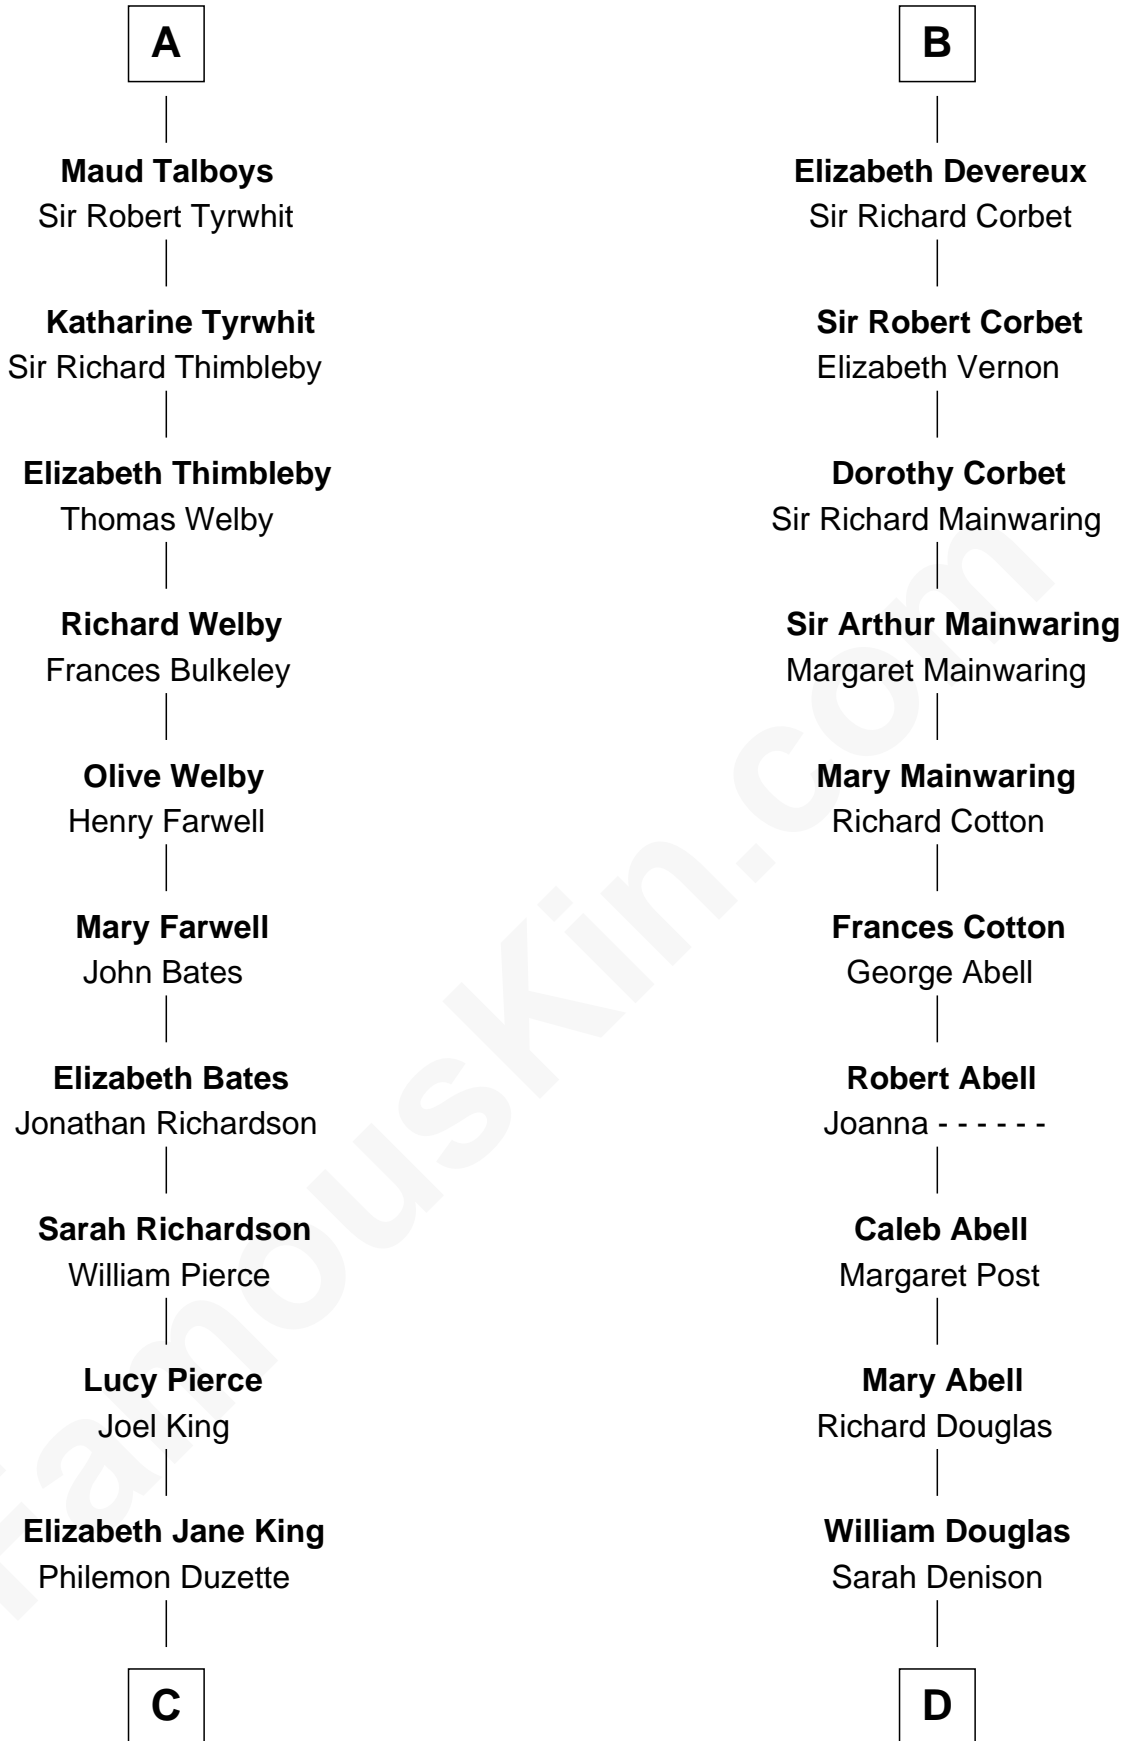 A
Maud Talboys
Sir Robert Tyrwhit
Katharine Tyrwhit
Sir Richard Thimbleby
Elizabeth Thimbleby
Thomas Welby
Richard Welby
Frances Bulkeley
Olive Welby
Henry Farwell
Mary Farwell
John Bates
Elizabeth Bates
Jonathan Richardson
Sarah Richardson
William Pierce
Lucy Pierce
Joel King
Elizabeth Jane King
Philemon Duzette
C
B
Elizabeth Devereux
Sir Richard Corbet
Sir Robert Corbet
Elizabeth Vernon
Dorothy Corbet
Sir Richard Mainwaring
Sir Arthur Mainwaring
Margaret Mainwaring
Mary Mainwaring
Richard Cotton
Frances Cotton
George Abell
Robert Abell
Joanna - - - - - -
Caleb Abell
Margaret Post
Mary Abell
Richard Douglas
William Douglas
Sarah Denison
D
FamousKin.com